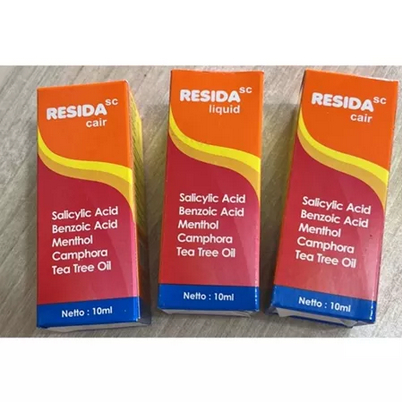 RESIDA SC
cair
Salicylic Acid
Benzoic Acid
Menthol
Camphora
Tea Tree Oil
Netto : 10ml
RESIDA SC
liquid
Salicylic Acid
Benzoic Acid
Menthol
Camphora
Tea Tree Oil
Netto : 10ml
RESIDA SC
cair
Salicylic Acid
Benzoic Acid
Menthol
Camphora
Tea Tree Oil
Netto : 10ml